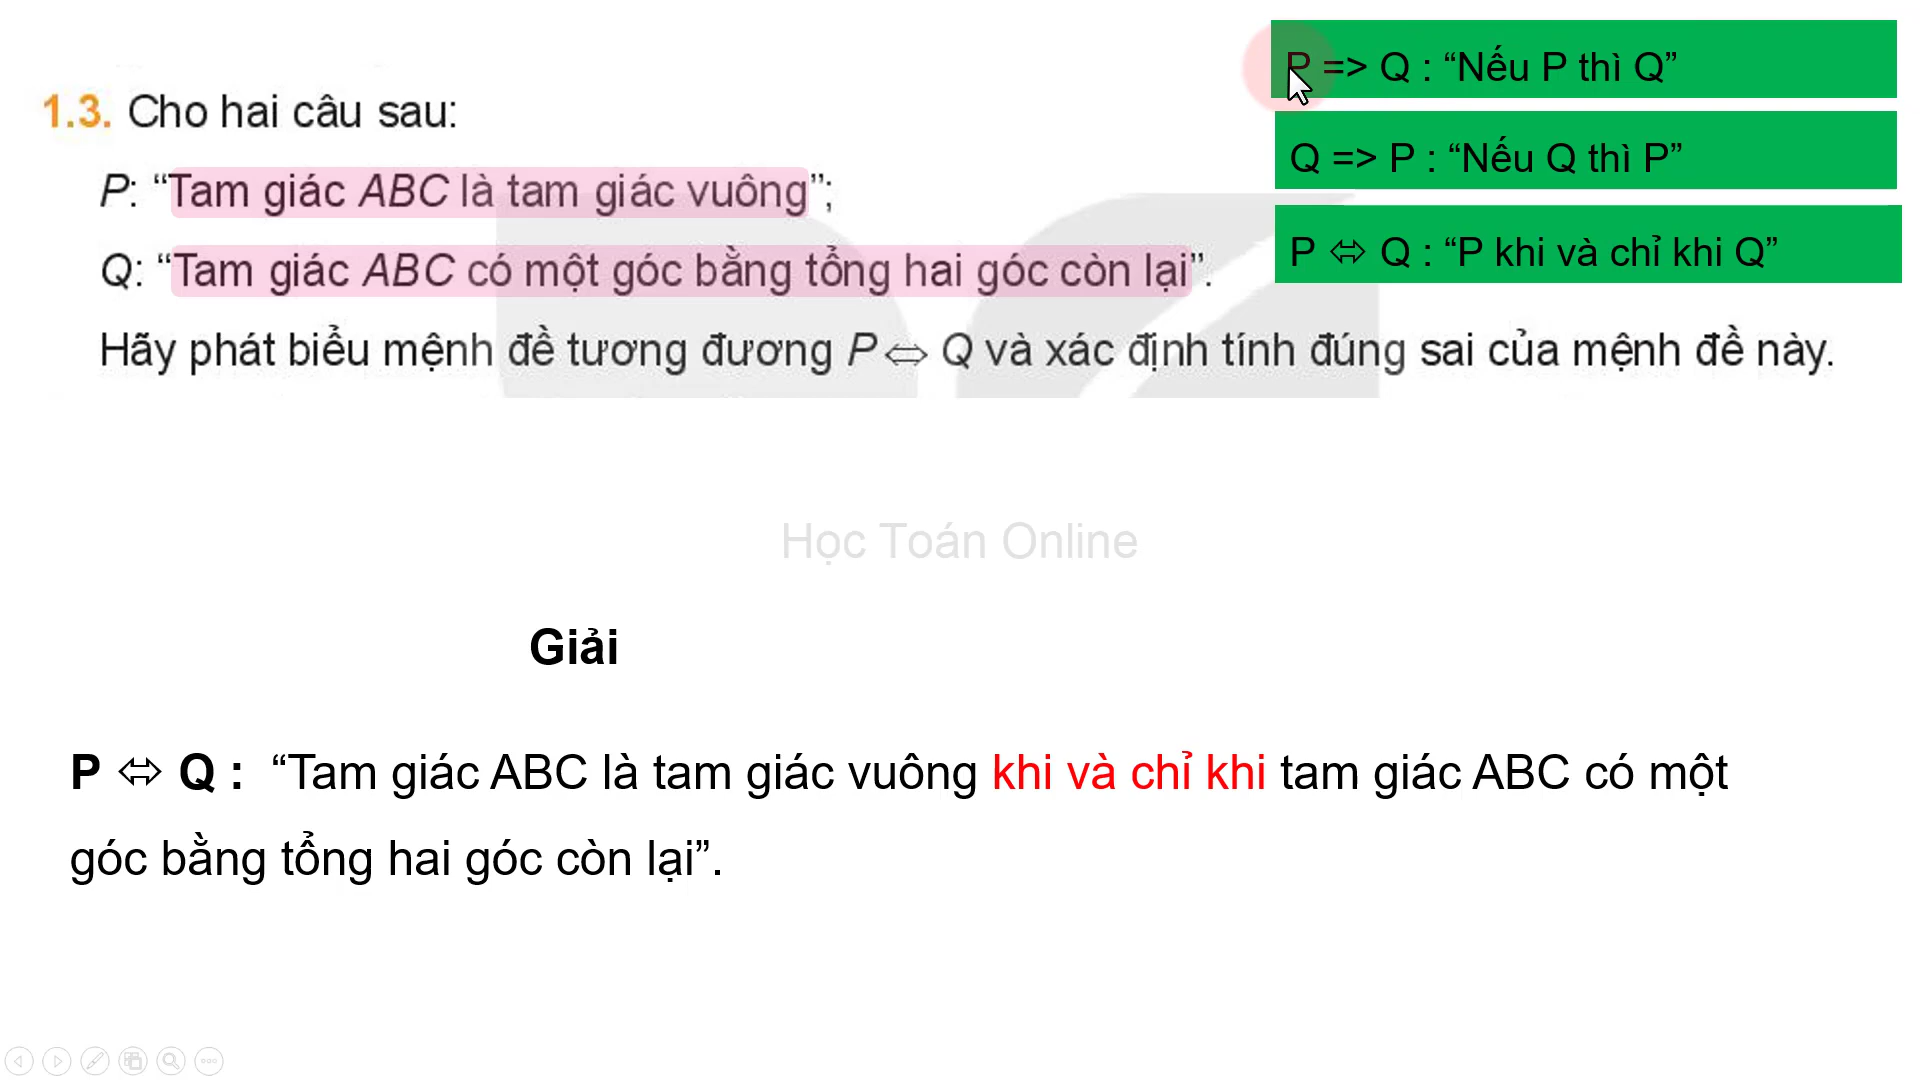 1.3. Cho hai câu sau:
P: “Tam giác ABC là tam giác vuông”;
Q: “Tam giác ABC có một góc bằng tổng hai góc còn lại”.
Hãy phát biểu mệnh đề tương đương P ⇔ Q và xác định tính đúng sai của mệnh đề này.
P => Q : “Nếu P thì Q”
Q => P : “Nếu Q thì P”
P ⇔ Q : “P khi và chỉ khi Q”
Học Toán Online
Giải
P ⇔ Q : “Tam giác ABC là tam giác vuông khi và chỉ khi tam giác ABC có một
góc bằng tổng hai góc còn lại”.